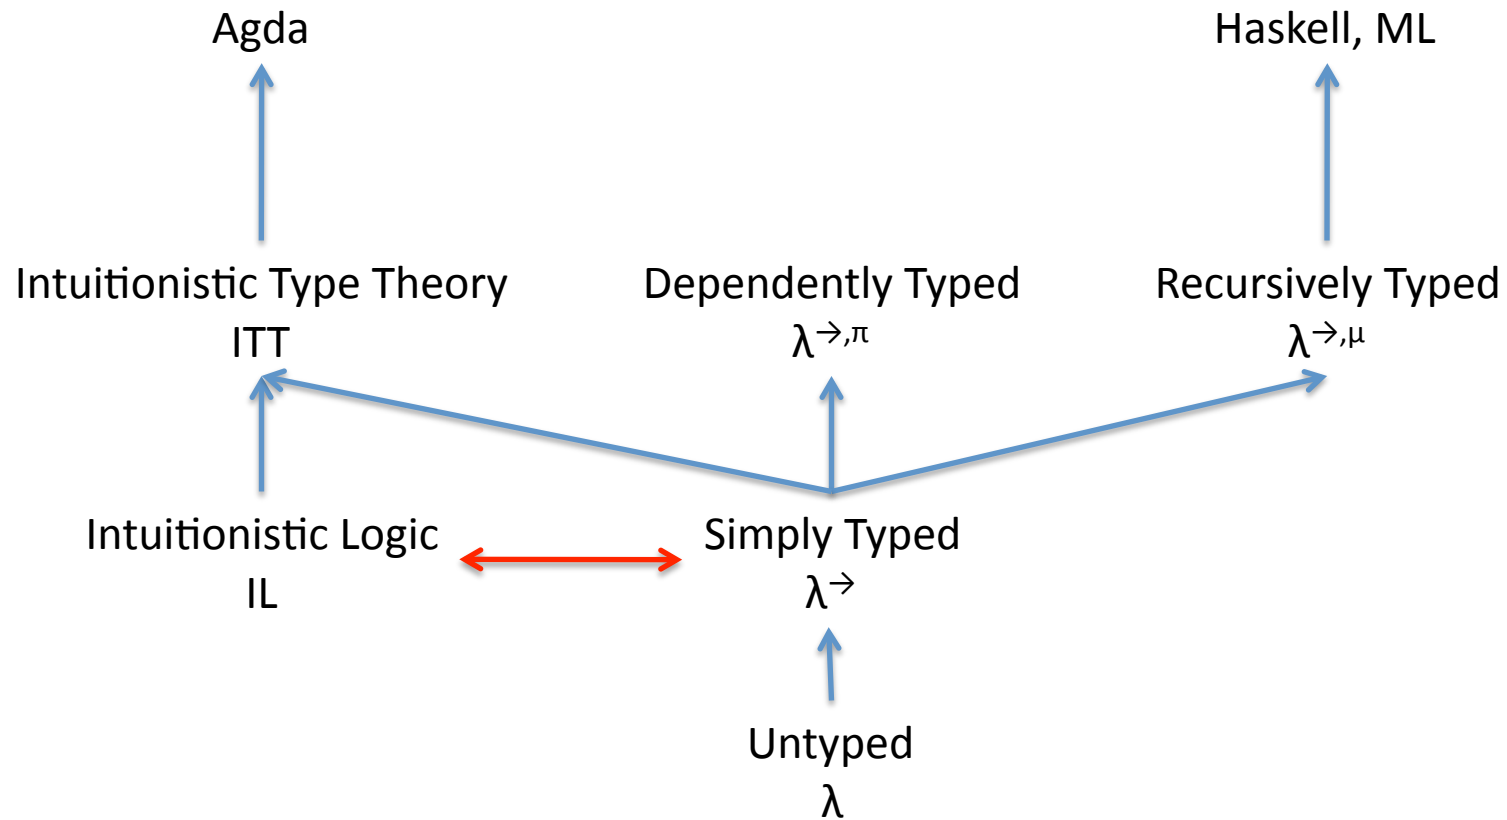 Agda
Haskell, ML
Intuitionistic Type Theory
ITT
Dependently Typed
λ→,π
Recursively Typed
λ→,μ
Intuitionistic Logic
IL
Simply Typed
λ→
Untyped
λ